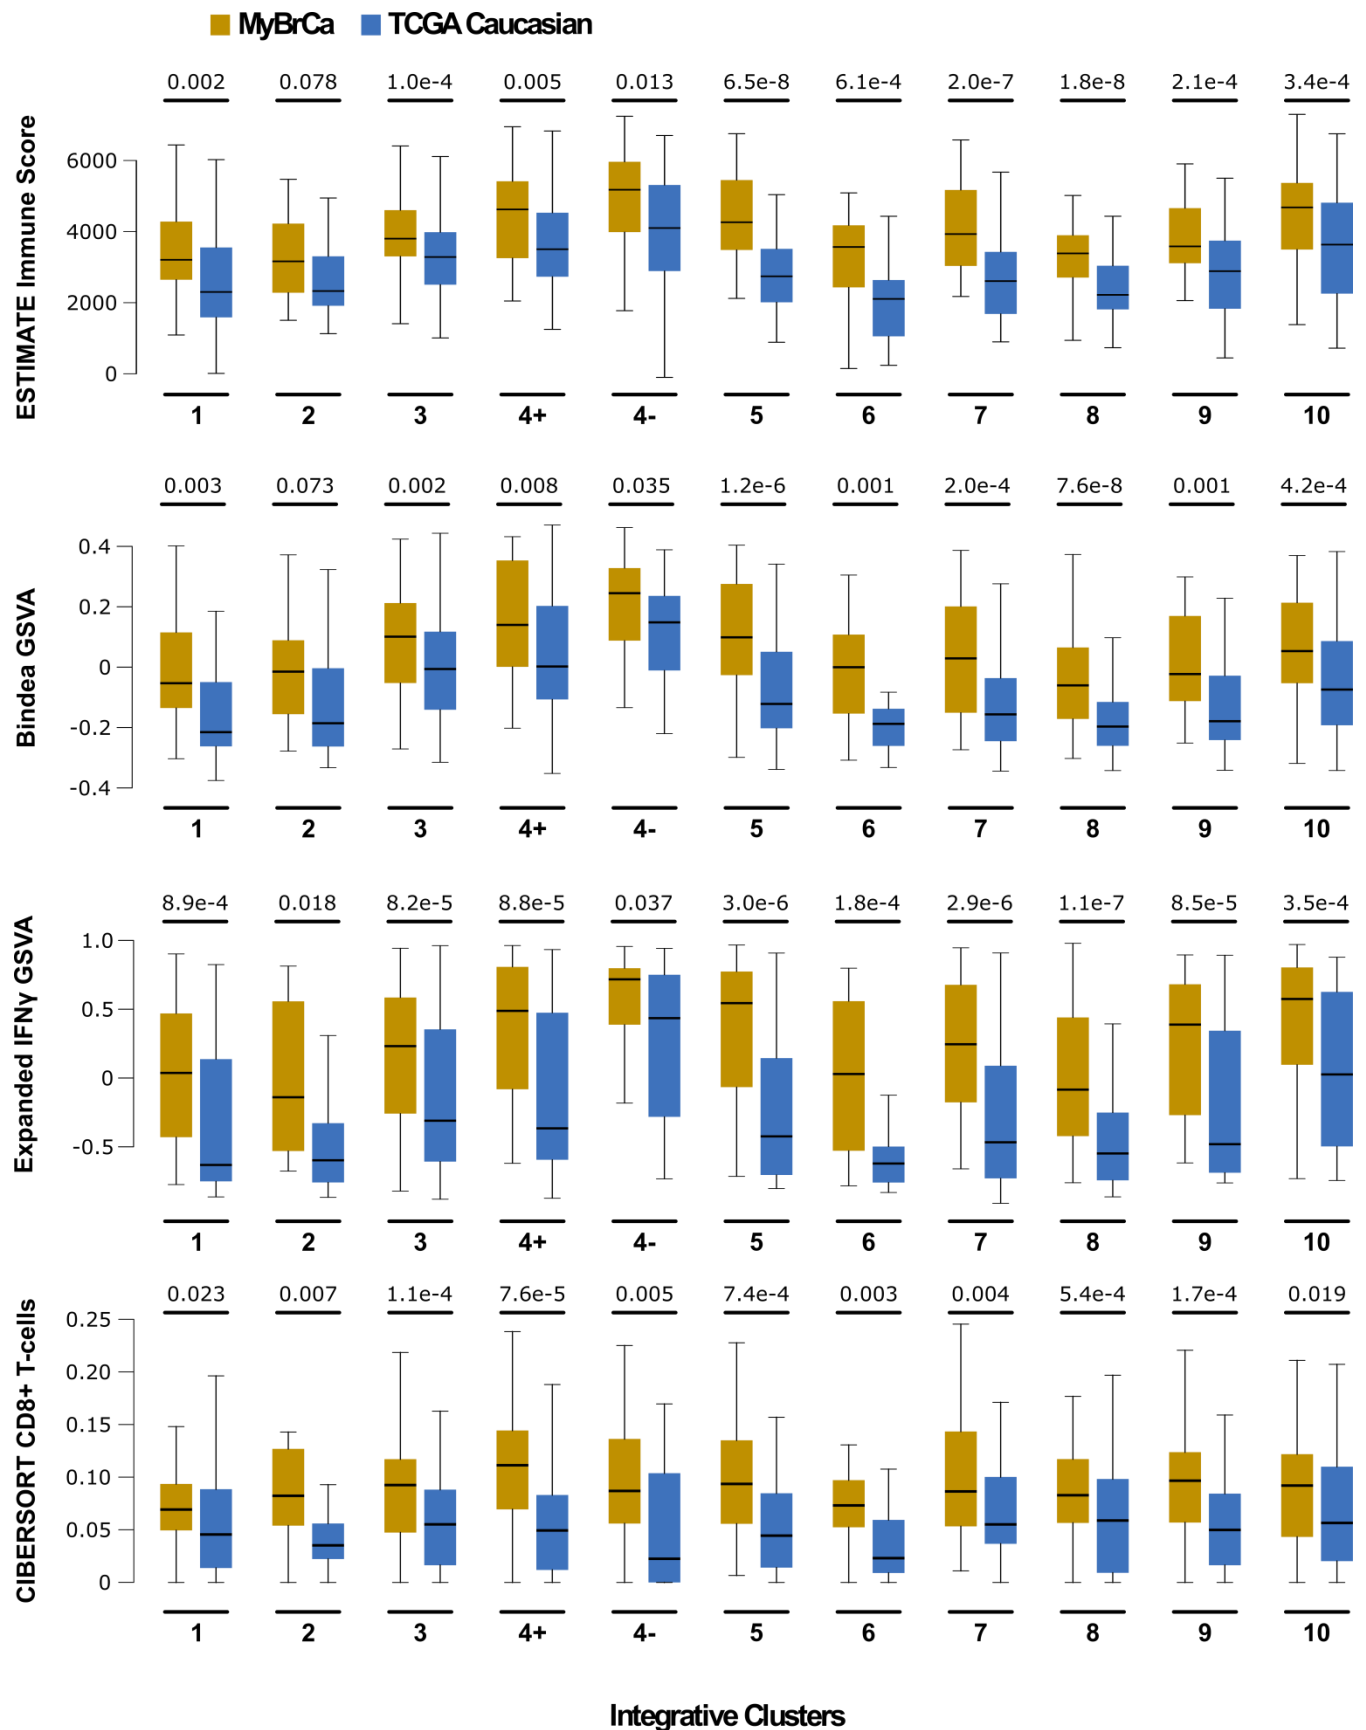 MyBrCa TCGA Caucasian
0.002 0.078 1.0e-4 0.005 0.013 6.5e-8 6.1e-4 2.0e-7 1.8e-8 2.1e-4 3.4e-4
ESTIMATE Immune Score
6000
4000
2000
0
1 2 3 4+ 4- 5 6 7 8 9 10
0.003 0.073 0.002 0.008 0.035 1.2e-6 0.001 2.0e-4 7.6e-8 0.001 4.2e-4
Bindea GSVA
0.4
0.2
0
-0.2
-0.4
1 2 3 4+ 4- 5 6 7 8 9 10
8.9e-4 0.018 8.2e-5 8.8e-5 0.037 3.0e-6 1.8e-4 2.9e-6 1.1e-7 8.5e-5 3.5e-4
Expanded IFNγ GSVA
1.0
0.5
0
-0.5
1 2 3 4+ 4- 5 6 7 8 9 10
0.023 0.007 1.1e-4 7.6e-5 0.005 7.4e-4 0.003 0.004 5.4e-4 1.7e-4 0.019
CIBERSORT CD8+ T-cells
0.25
0.20
0.15
0.10
0.05
0
1 2 3 4+ 4- 5 6 7 8 9 10
Integrative Clusters